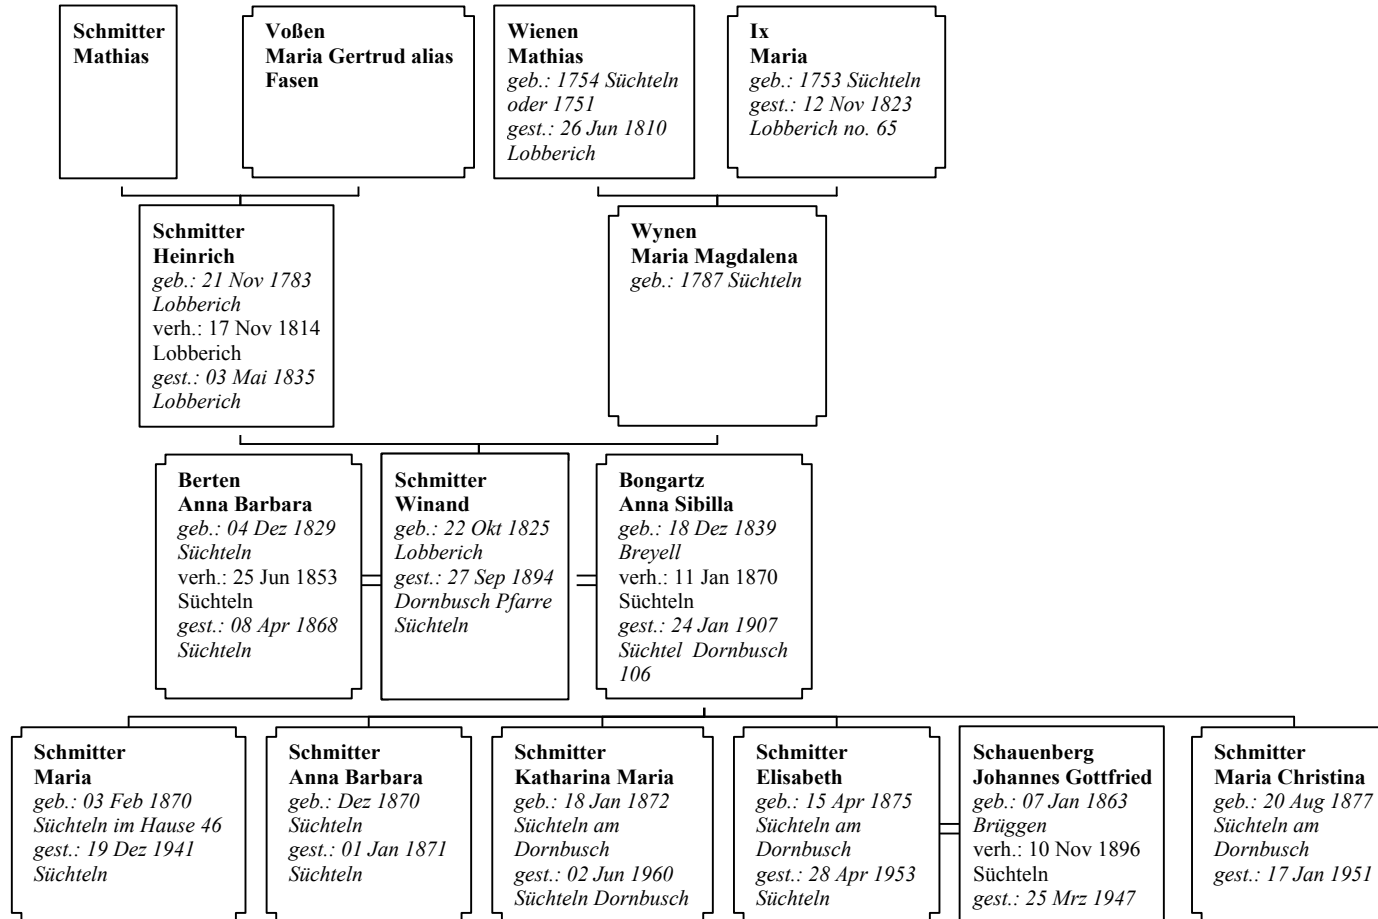 Schmitter
Mathias
Voßen
Maria Gertrud alias
Fasen
Wienen
Mathias
geb.: 1754 Süchteln
oder 1751
gest.: 26 Jun 1810
Lobberich
Ix
Maria
geb.: 1753 Süchteln
gest.: 12 Nov 1823
Lobberich no. 65
Schmitter
Heinrich
geb.: 21 Nov 1783
Lobberich
verh.: 17 Nov 1814
Lobberich
gest.: 03 Mai 1835
Lobberich
Wynen
Maria Magdalena
geb.: 1787 Süchteln
Berten
Anna Barbara
geb.: 04 Dez 1829
Süchteln
verh.: 25 Jun 1853
Süchteln
gest.: 08 Apr 1868
Süchteln
Schmitter
Winand
geb.: 22 Okt 1825
Lobberich
gest.: 27 Sep 1894
Dornbusch Pfarre
Süchteln
Bongartz
Anna Sibilla
geb.: 18 Dez 1839
Breyell
verh.: 11 Jan 1870
Süchteln
gest.: 24 Jan 1907
Süchtel Dornbusch
106
Schmitter
Maria
geb.: 03 Feb 1870
Süchteln im Hause 46
gest.: 19 Dez 1941
Süchteln
Schmitter
Anna Barbara
geb.: Dez 1870
Süchteln
gest.: 01 Jan 1871
Süchteln
Schmitter
Katharina Maria
geb.: 18 Jan 1872
Süchteln am
Dornbusch
gest.: 02 Jun 1960
Süchteln Dornbusch
Schmitter
Elisabeth
geb.: 15 Apr 1875
Süchteln am
Dornbusch
gest.: 28 Apr 1953
Süchteln
Schauenberg
Johannes Gottfried
geb.: 07 Jan 1863
Brüggen
verh.: 10 Nov 1896
Süchteln
gest.: 25 Mrz 1947
Schmitter
Maria Christina
geb.: 20 Aug 1877
Süchteln am
Dornbusch
gest.: 17 Jan 1951